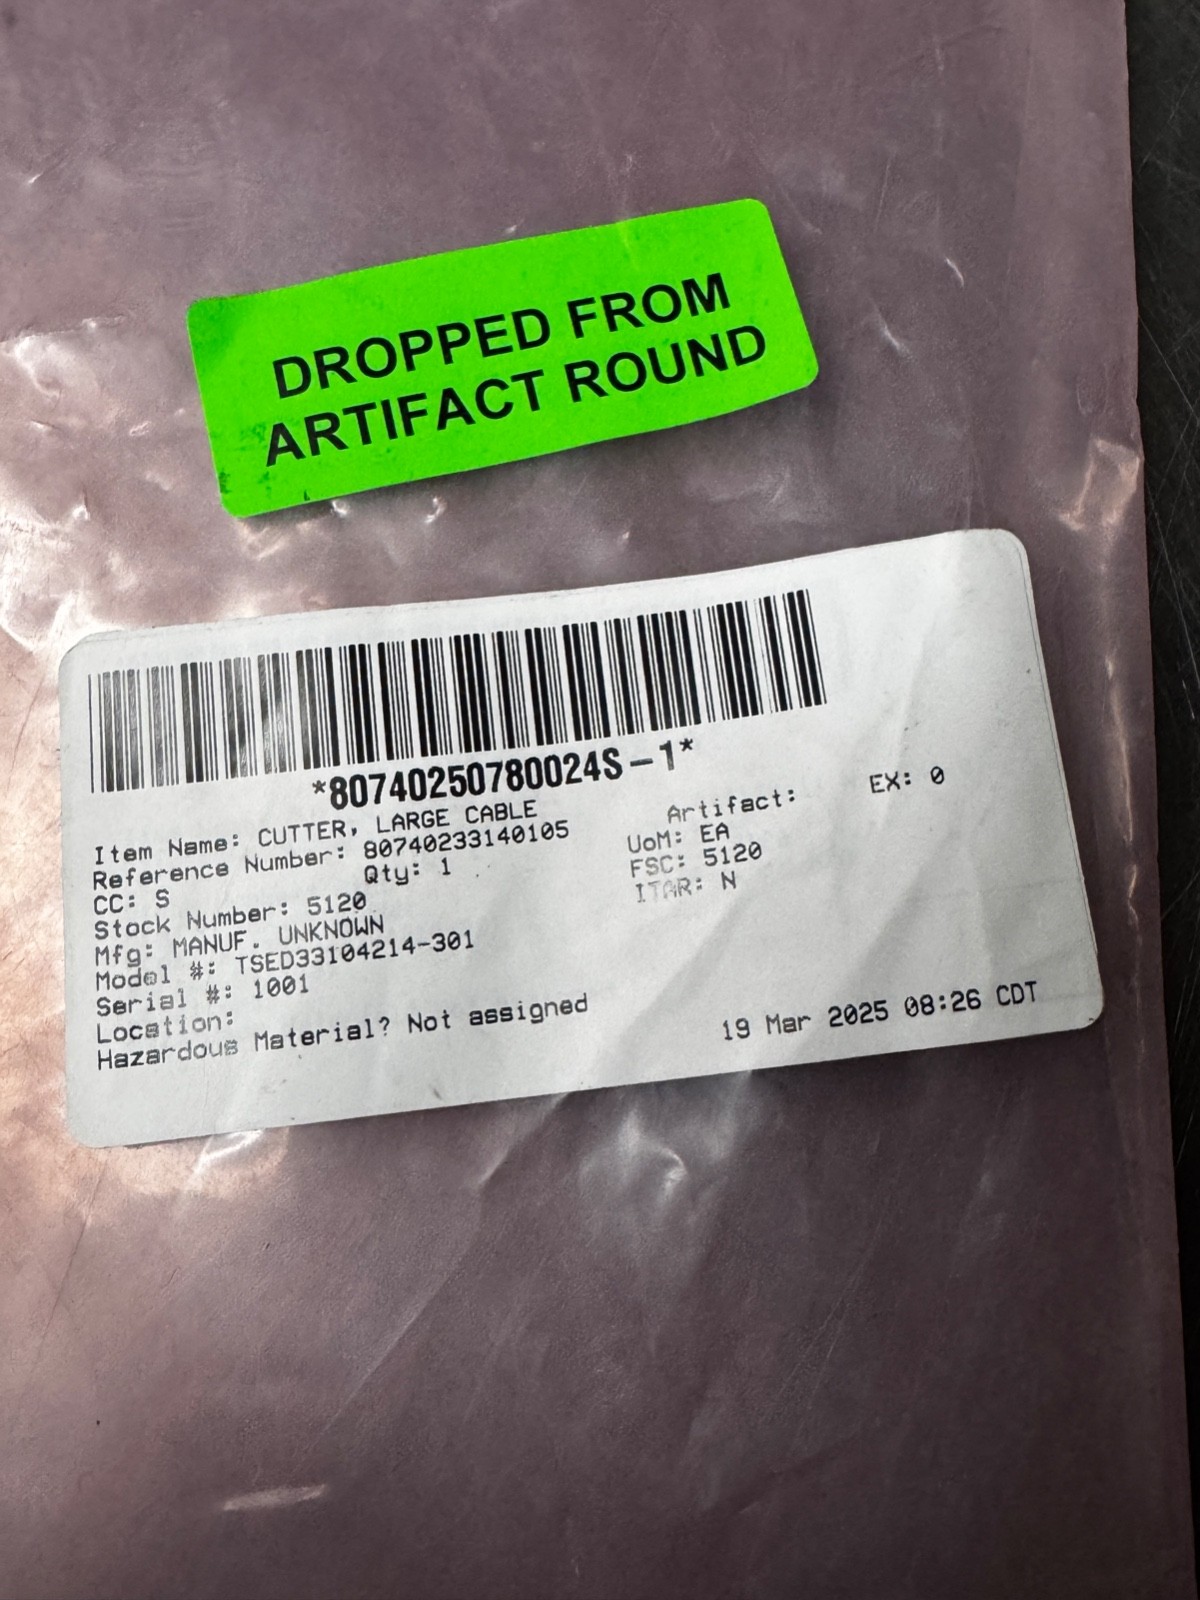 DROPPED FROM
ARTIFACT ROUND
*80740250780024S-1*
Item Name: CUTTER, LARGE CABLE Artifact: EX: 0
Reference Number: 80740233140105 UoM: EA
CC: S Qty: 1 FSC: 5120
Stock Number: 5120 ITAR: N
Mfg: MANUF. UNKNOWN
Model #: TSED33104214-301
Serial #: 1001
Location:
Hazardous Material? Not assigned 19 Mar 2025 08:26 CDT